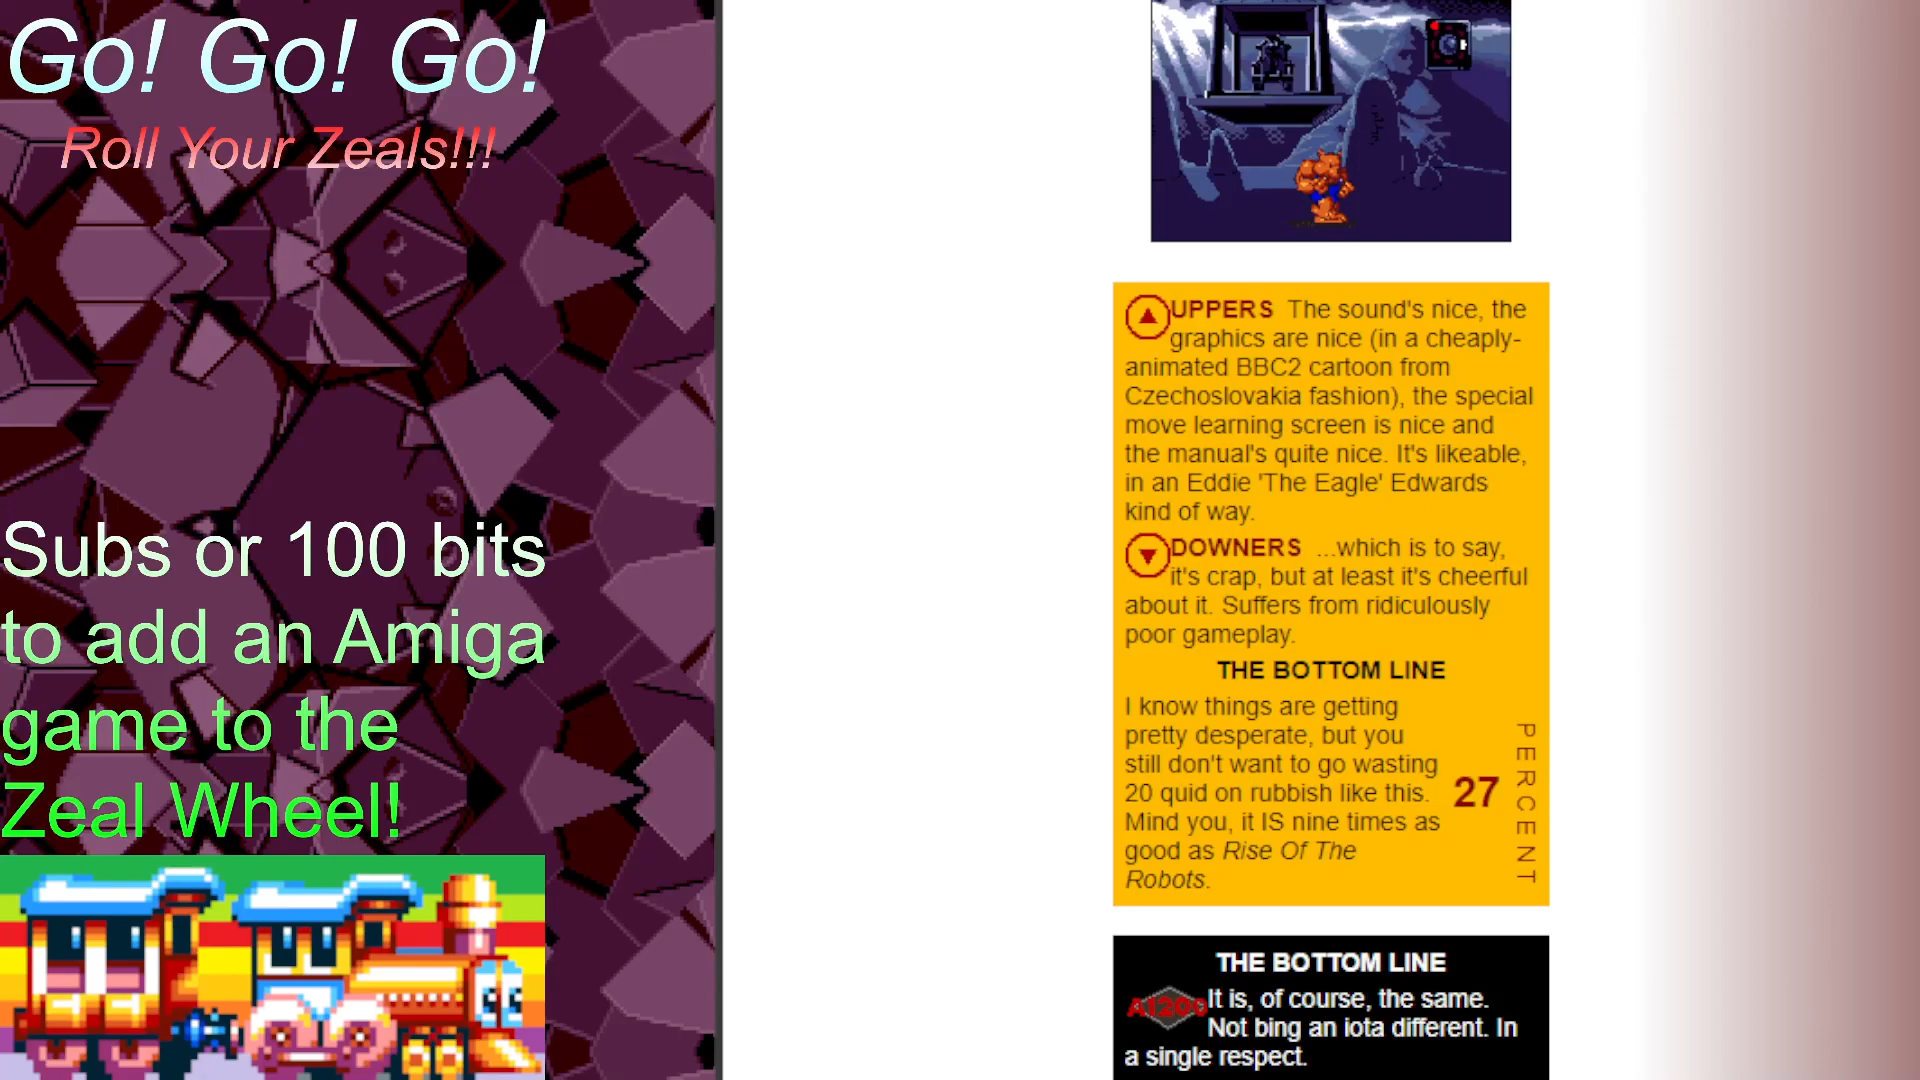 Go! Go! Go!
Roll Your Zeals!!!
Subs or 100 bits
to add an Amiga
game to the
Zeal Wheel!
UPPERS The sound's nice, the
graphics are nice (in a cheaply-
animated BBC2 cartoon from
Czechoslovakia fashion), the special
move learning screen is nice and
the manual's quite nice. It's likeable,
in an Eddie 'The Eagle' Edwards
kind of way.
DOWNERS ...which is to say,
it's crap, but at least it's cheerful
about it. Suffers from ridiculously
poor gameplay.
THE BOTTOM LINE
I know things are getting
pretty desperate, but you
still don't want to go wasting
20 quid on rubbish like this.
Mind you, it IS nine times as
good as Rise Of The
Robots.
27
PERCENT
THE BOTTOM LINE
A1200
It is, of course, the same.
Not bing an iota different. In
a single respect.